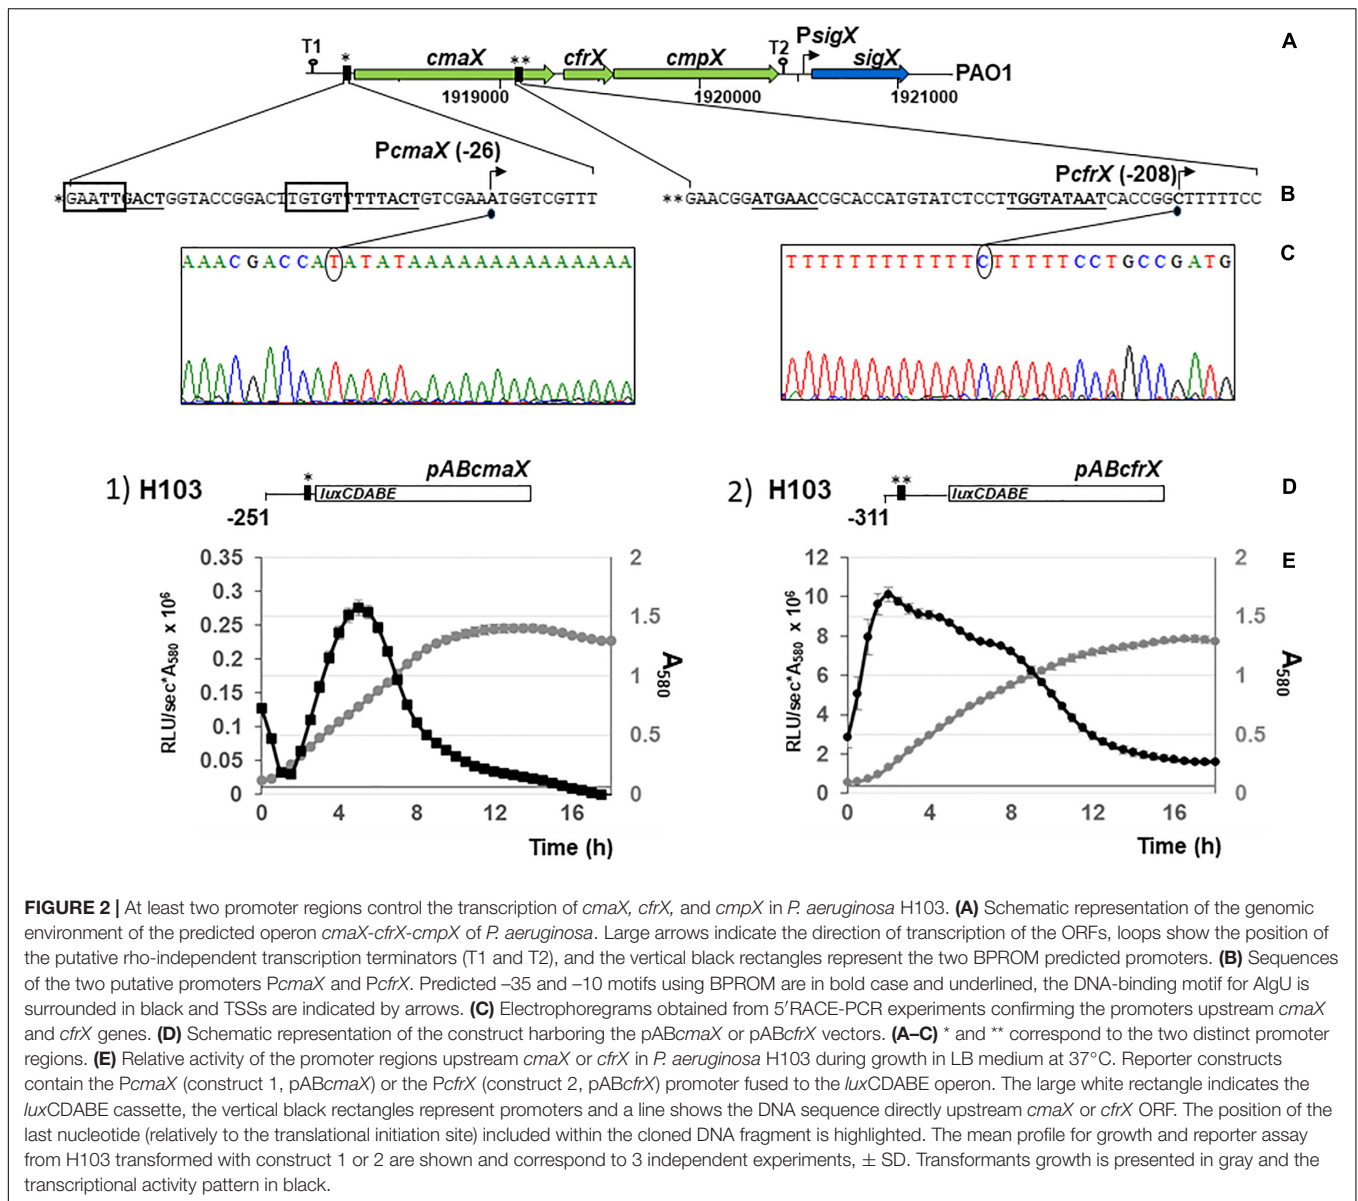 A
T1 * cmaX ** cfrX cmpX T2 PsigX sigX PAO1
1919000 1920000 1921000
PcmaX (-26) PcfrX (-208)
*GAATTGACTGGTACCGGACTTGTGTTTTTACTGTCGAAATGGTCGTTT **GAACGGATGAACCGCACCATGTATCTCCTTGGTATAATCACCGGCTTTTTCC B
AAACGACCATATATAAAAAAAAAAAAAA TTTTTTTTTTTTCTTTTTCCTGCCGATG C
1) H103 * pABcmaX 2) H103 ** pABcfrX
luxCDABE luxCDABE D
-251 -311
E
0.35 0.3 0.25 0.2 0.15 0.1 0.05 0
RLU/sec*A580 x 10⁶
2 1.5 1 0.5 0
A580
0 4 8 12 16
Time (h)
12 10 8 6 4 2 0
RLU/sec*A580 x 10⁶
2 1.5 1 0.5 0
A580
0 4 8 12 16
Time (h)
FIGURE 2 | At least two promoter regions control the transcription of cmaX, cfrX, and cmpX in P. aeruginosa H103. (A) Schematic representation of the genomic
environment of the predicted operon cmaX-cfrX-cmpX of P. aeruginosa. Large arrows indicate the direction of transcription of the ORFs, loops show the position of
the putative rho-independent transcription terminators (T1 and T2), and the vertical black rectangles represent the two BPROM predicted promoters. (B) Sequences
of the two putative promoters PcmaX and PcfrX. Predicted –35 and –10 motifs using BPROM are in bold case and underlined, the DNA-binding motif for AlgU is
surrounded in black and TSSs are indicated by arrows. (C) Electrophoregrams obtained from 5′RACE-PCR experiments confirming the promoters upstream cmaX
and cfrX genes. (D) Schematic representation of the construct harboring the pABcmaX or pABcfrX vectors. (A–C) * and ** correspond to the two distinct promoter
regions. (E) Relative activity of the promoter regions upstream cmaX or cfrX in P. aeruginosa H103 during growth in LB medium at 37°C. Reporter constructs
contain the PcmaX (construct 1, pABcmaX) or the PcfrX (construct 2, pABcfrX) promoter fused to the luxCDABE operon. The large white rectangle indicates the
luxCDABE cassette, the vertical black rectangles represent promoters and a line shows the DNA sequence directly upstream cmaX or cfrX ORF. The position of the
last nucleotide (relatively to the translational initiation site) included within the cloned DNA fragment is highlighted. The mean profile for growth and reporter assay
from H103 transformed with construct 1 or 2 are shown and correspond to 3 independent experiments, ± SD. Transformants growth is presented in gray and the
transcriptional activity pattern in black.